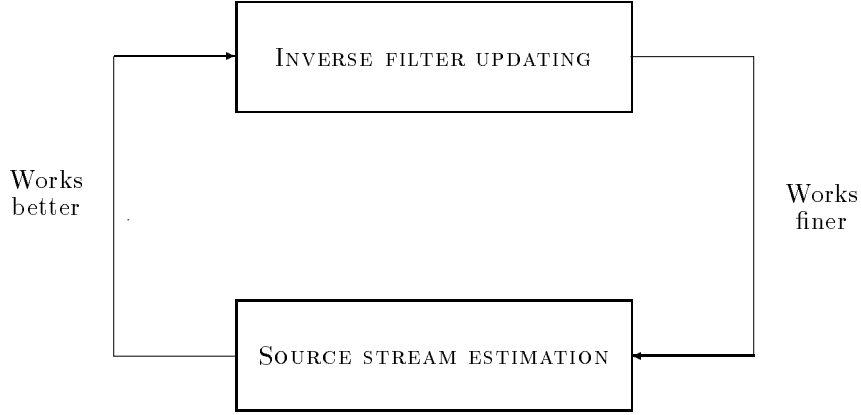 Inverse filter updating
Works
better
Works
finer
Source stream estimation